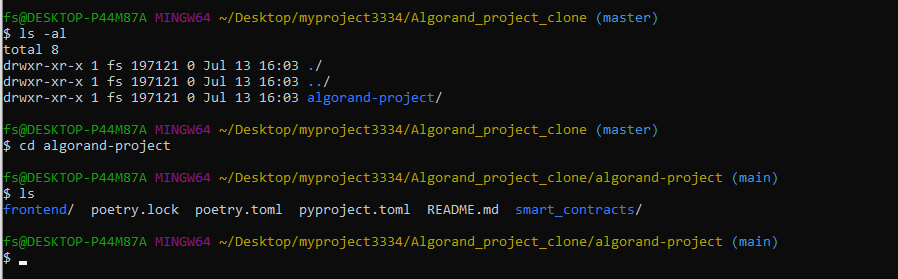 fs@DESKTOP-P44M87A MINGW64 ~/Desktop/myproject3334/Algorand_project_clone (master)
$ ls -al
total 8
drwxr-xr-x 1 fs 197121 0 Jul 13 16:03 ./
drwxr-xr-x 1 fs 197121 0 Jul 13 16:03 ../
drwxr-xr-x 1 fs 197121 0 Jul 13 16:03 algorand-project/
fs@DESKTOP-P44M87A MINGW64 ~/Desktop/myproject3334/Algorand_project_clone (master)
$ cd algorand-project
fs@DESKTOP-P44M87A MINGW64 ~/Desktop/myproject3334/Algorand_project_clone/algorand-project (main)
$ ls
frontend/  poetry.lock  poetry.toml  pyproject.toml  README.md  smart_contracts/
fs@DESKTOP-P44M87A MINGW64 ~/Desktop/myproject3334/Algorand_project_clone/algorand-project (main)
$